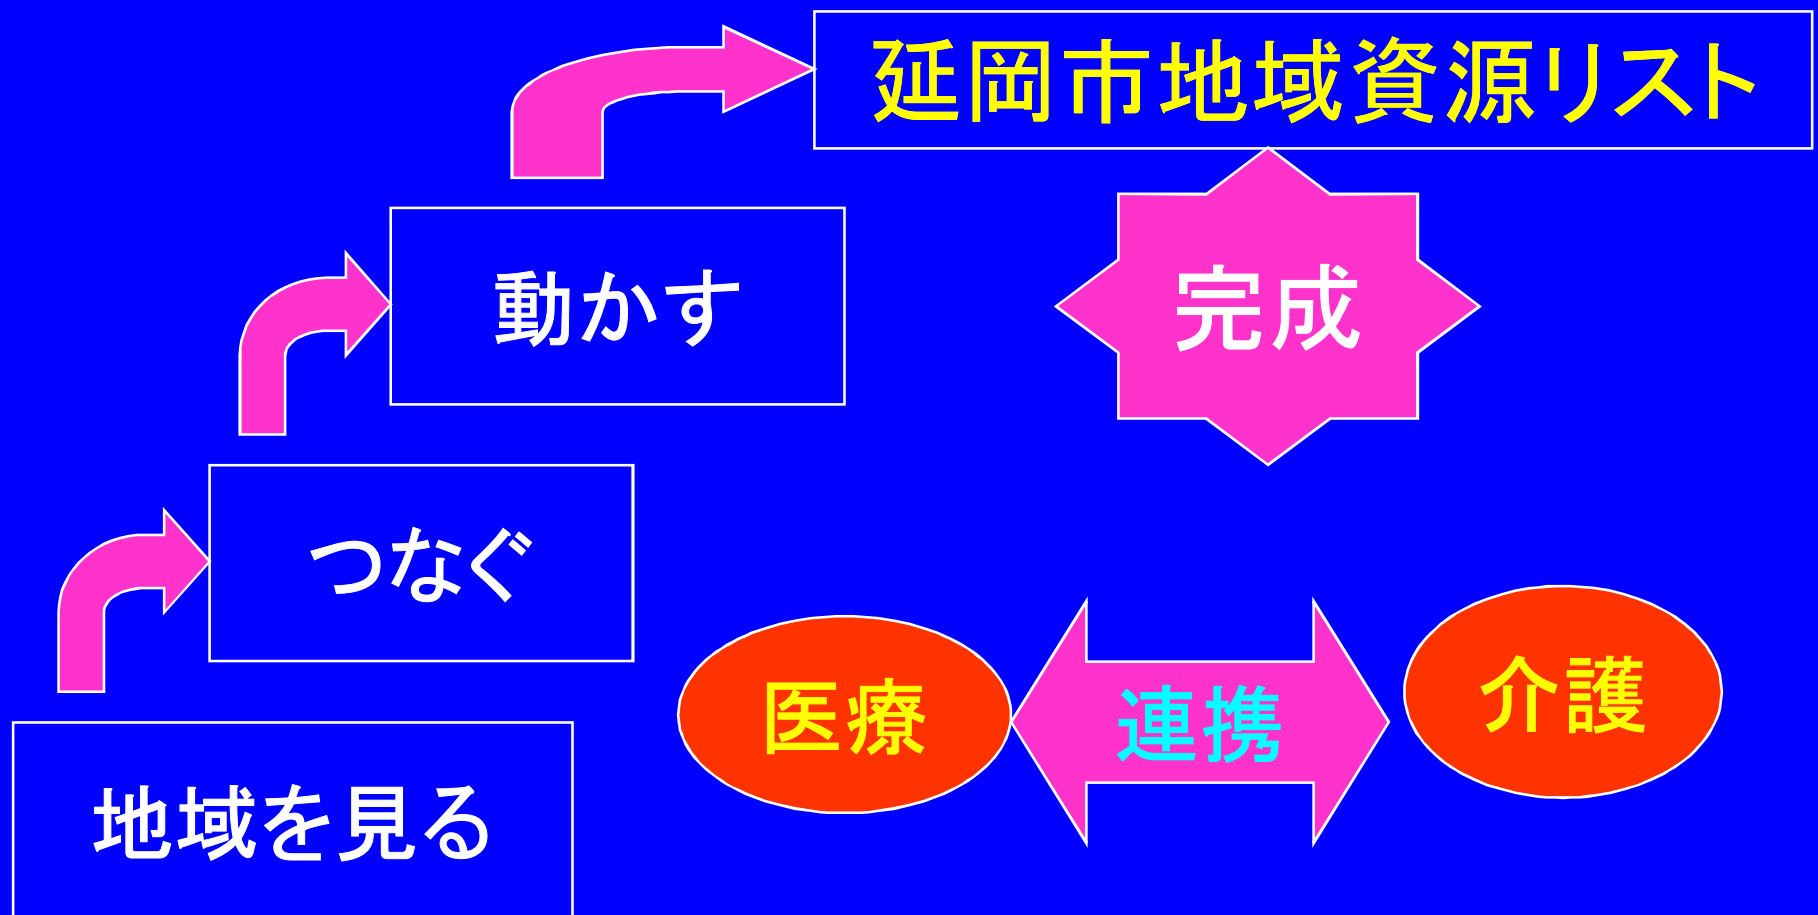 延岡市地域資源リスト
動かす
完成
つなぐ
医療
連携
介護
地域を見る